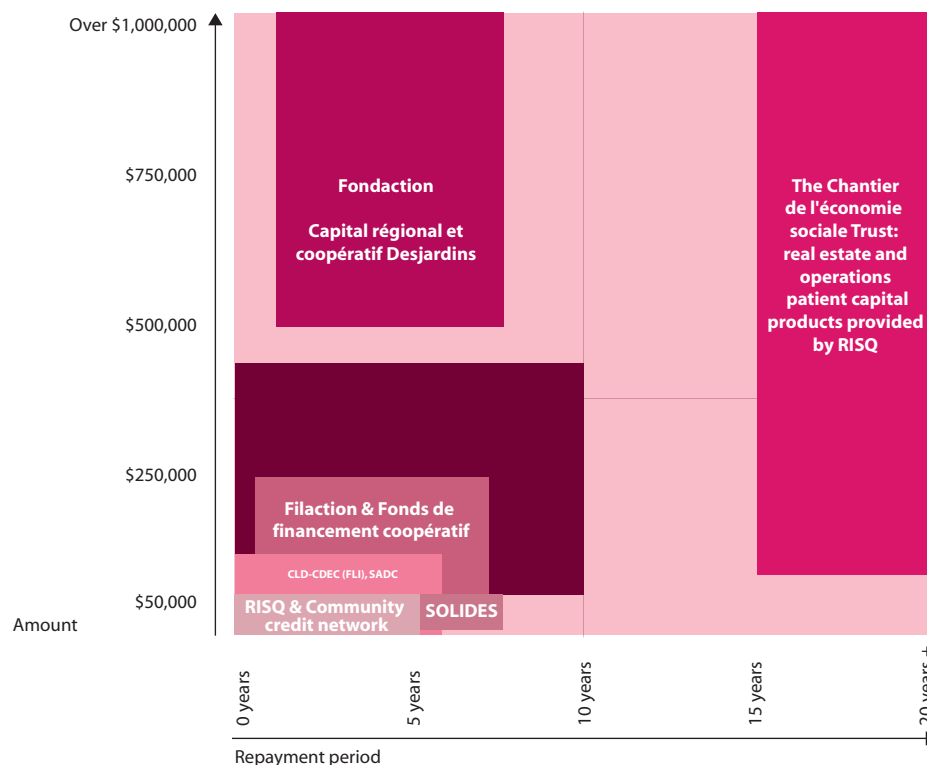 Over $1,000,000
$750,000
$500,000
$250,000
$50,000
Amount
Fondaction
Capital régional et
coopératif Desjardins
The Chantier
de l'économie
sociale Trust:
real estate and
operations
patient capital
products provided
by RISQ
Filaction & Fonds de
financement coopératif
CLD-CDEC (FLI), SADC
RISQ & Community
credit network
SOLIDES
0 years
5 years
10 years
15 years
20 years +
Repayment period